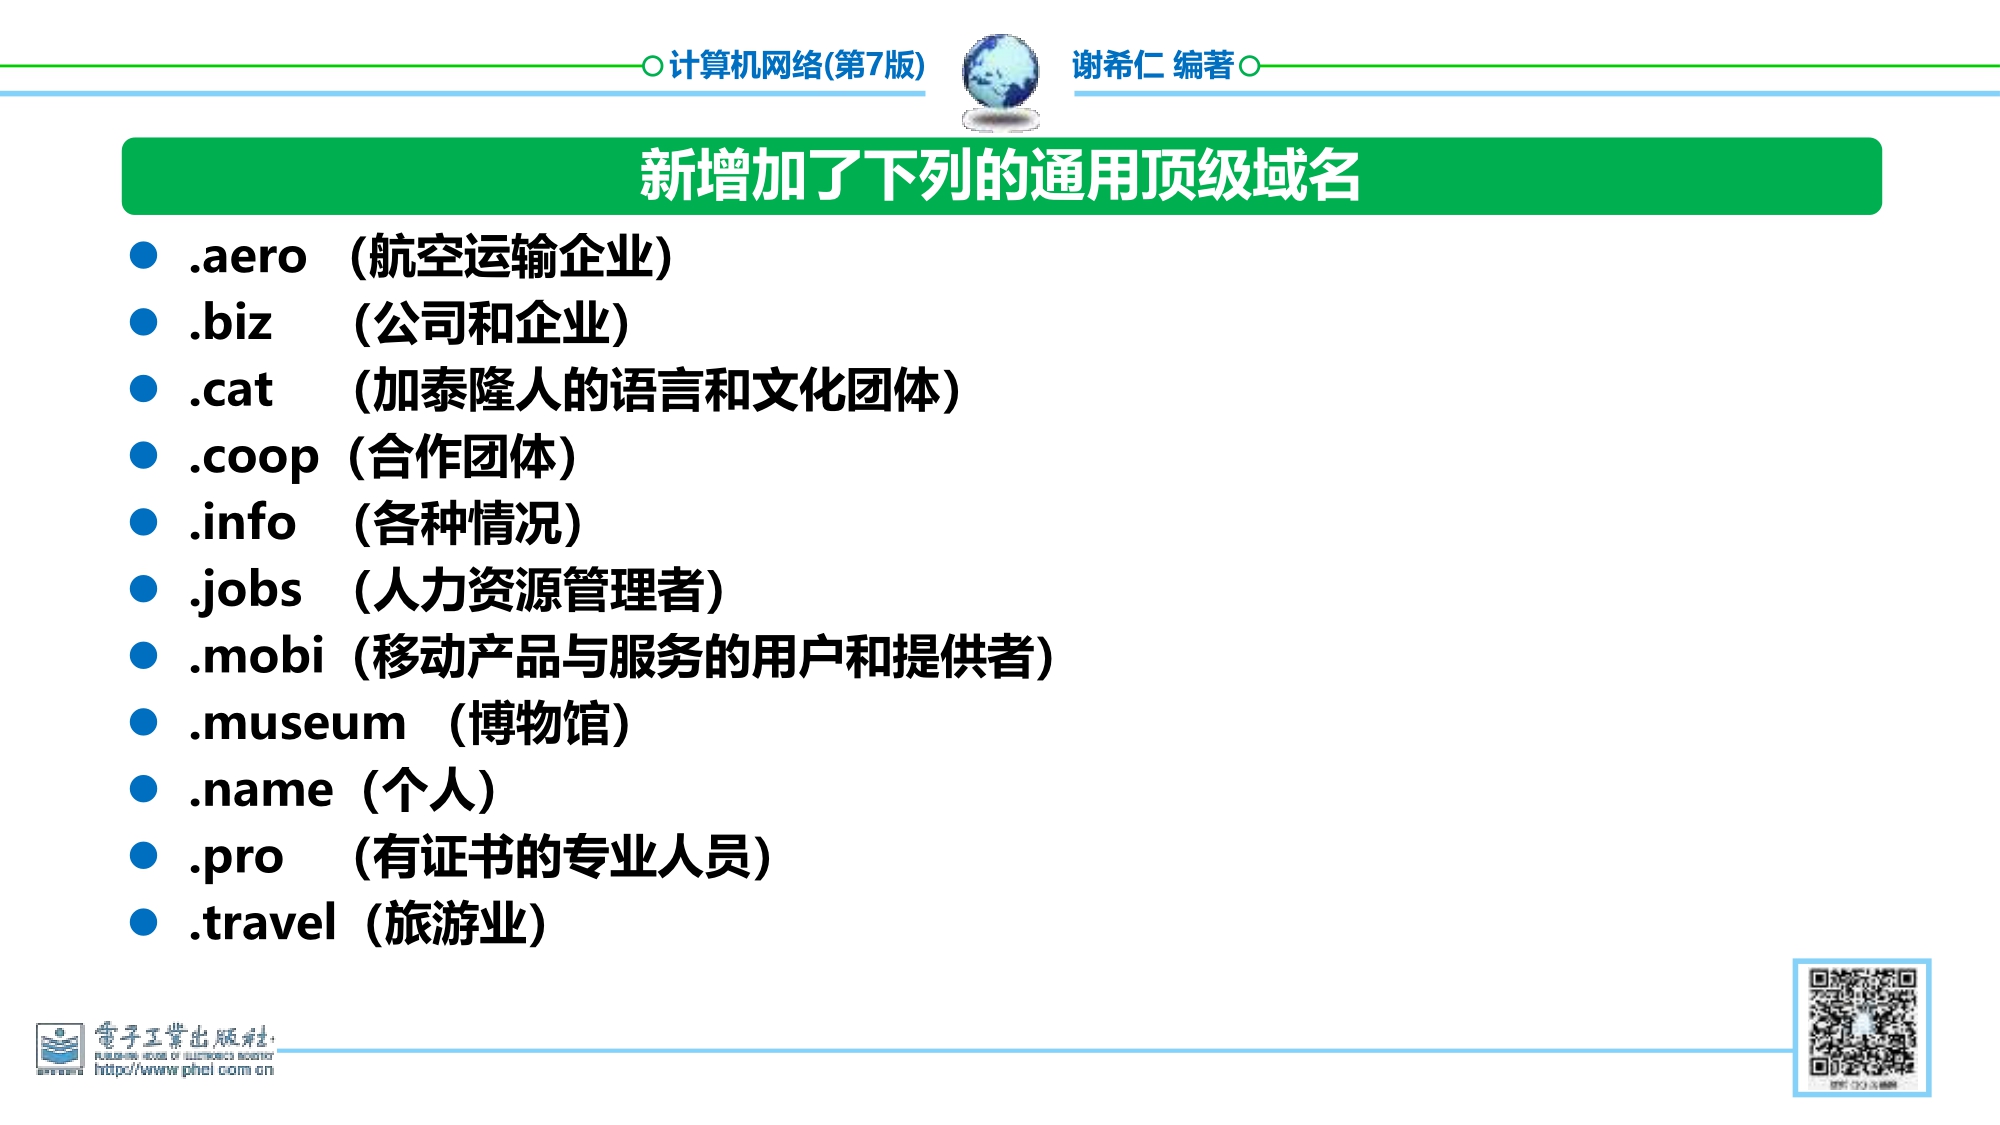 计算机网络(第7版) 谢希仁 编著
新增加了下列的通用顶级域名
● .aero （航空运输企业）
● .biz （公司和企业）
● .cat （加泰隆人的语言和文化团体）
● .coop（合作团体）
● .info （各种情况）
● .jobs （人力资源管理者）
● .mobi（移动产品与服务的用户和提供者）
● .museum （博物馆）
● .name（个人）
● .pro （有证书的专业人员）
● .travel（旅游业）
電子工業出版社
PUBLISHING HOUSE OF ELECTRONICS INDUSTRY
http://www.phei.com.cn